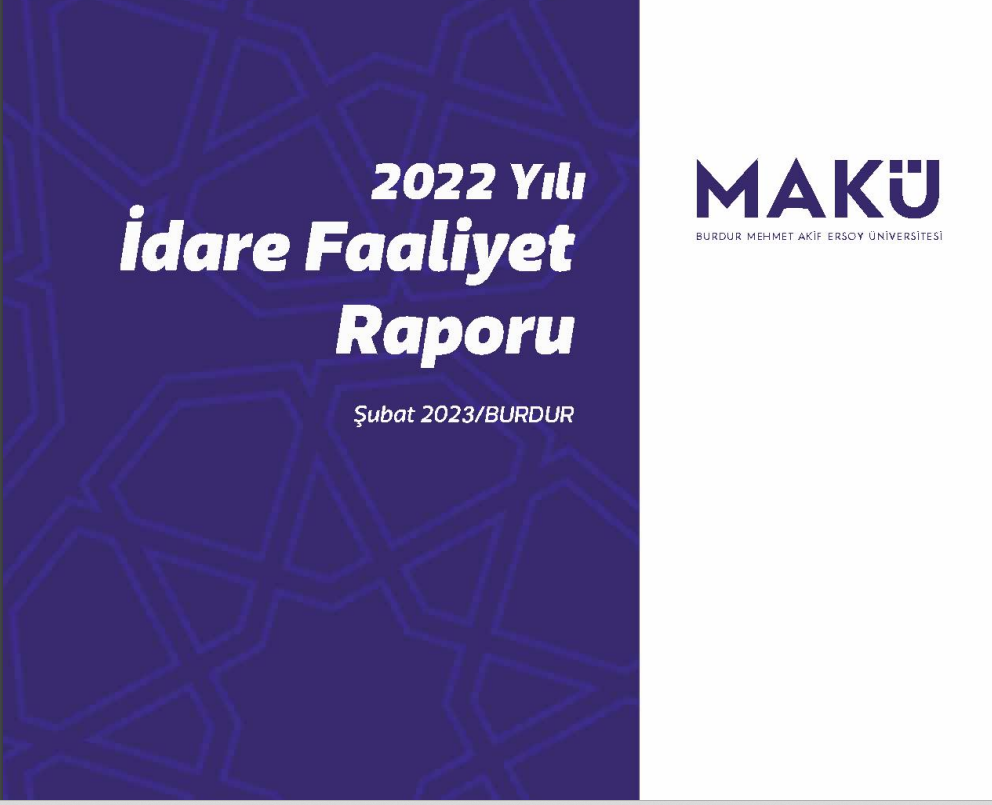 2022 Yılı
İdare Faaliyet
Raporu
Şubat 2023/BURDUR
MAKÜ
BURDUR MEHMET AKİF ERSOY ÜNİVERSİTESİ